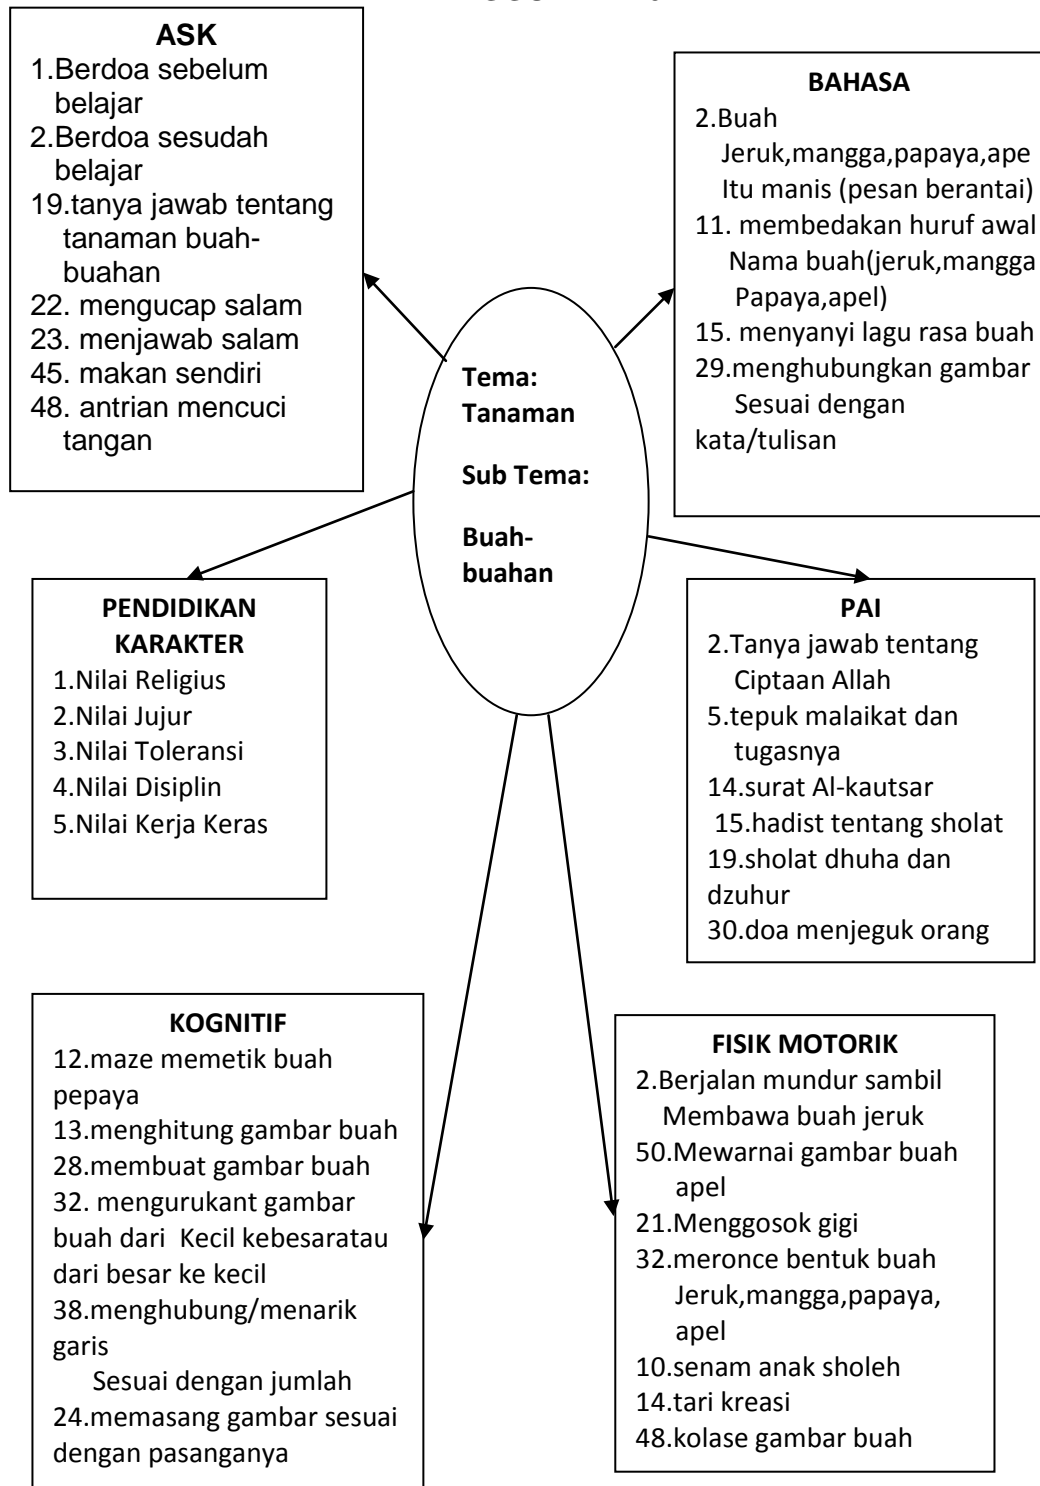 ASK
1.Berdoa sebelum
belajar
2.Berdoa sesudah
belajar
19.tanya jawab tentang
tanaman buah-
buahan
22. mengucap salam
23. menjawab salam
45. makan sendiri
48. antrian mencuci
tangan
BAHASA
2.Buah
Jeruk,mangga,papaya,ape
Itu manis (pesan berantai)
11. membedakan huruf awal
Nama buah(jeruk,mangga
Papaya,apel)
15. menyanyi lagu rasa buah
29.menghubungkan gambar
Sesuai dengan
kata/tulisan
Tema:
Tanaman
Sub Tema:
Buah-
buahan
PENDIDIKAN
KARAKTER
1.Nilai Religius
2.Nilai Jujur
3.Nilai Toleransi
4.Nilai Disiplin
5.Nilai Kerja Keras
PAI
2.Tanya jawab tentang
Ciptaan Allah
5.tepuk malaikat dan
tugasnya
14.surat Al-kautsar
15.hadist tentang sholat
19.sholat dhuha dan
dzuhur
30.doa menjeguk orang
KOGNITIF
12.maze memetik buah
pepaya
13.menghitung gambar buah
28.membuat gambar buah
32. mengurukant gambar
buah dari  Kecil kebesaratau
dari besar ke kecil
38.menghubung/menarik
garis
Sesuai dengan jumlah
24.memasang gambar sesuai
dengan pasanganya
FISIK MOTORIK
2.Berjalan mundur sambil
Membawa buah jeruk
50.Mewarnai gambar buah
apel
21.Menggosok gigi
32.meronce bentuk buah
Jeruk,mangga,papaya,
apel
10.senam anak sholeh
14.tari kreasi
48.kolase gambar buah